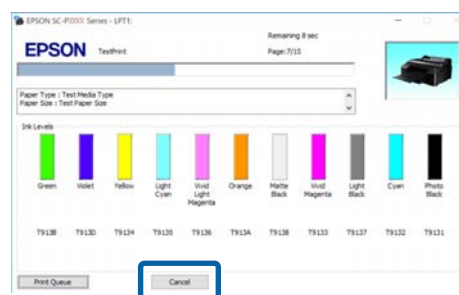 EPSON SC-P/000X Series - LPT1:
EPSON
TestPrint
Remaining 8 sec
Page: 7/15
Paper Type : Test Media Type
Paper Size : Test Paper Size
Ink Levels
Green
Violet
Yellow
Light Cyan
Vivid Light Magenta
Orange
Matte Black
Vivid Magenta
Light Black
Cyan
Photo Black
T913B
T913D
T9134
T9135
T9136
T913A
T9138
T9133
T9137
T9132
T9131
Print Queue
Cancel